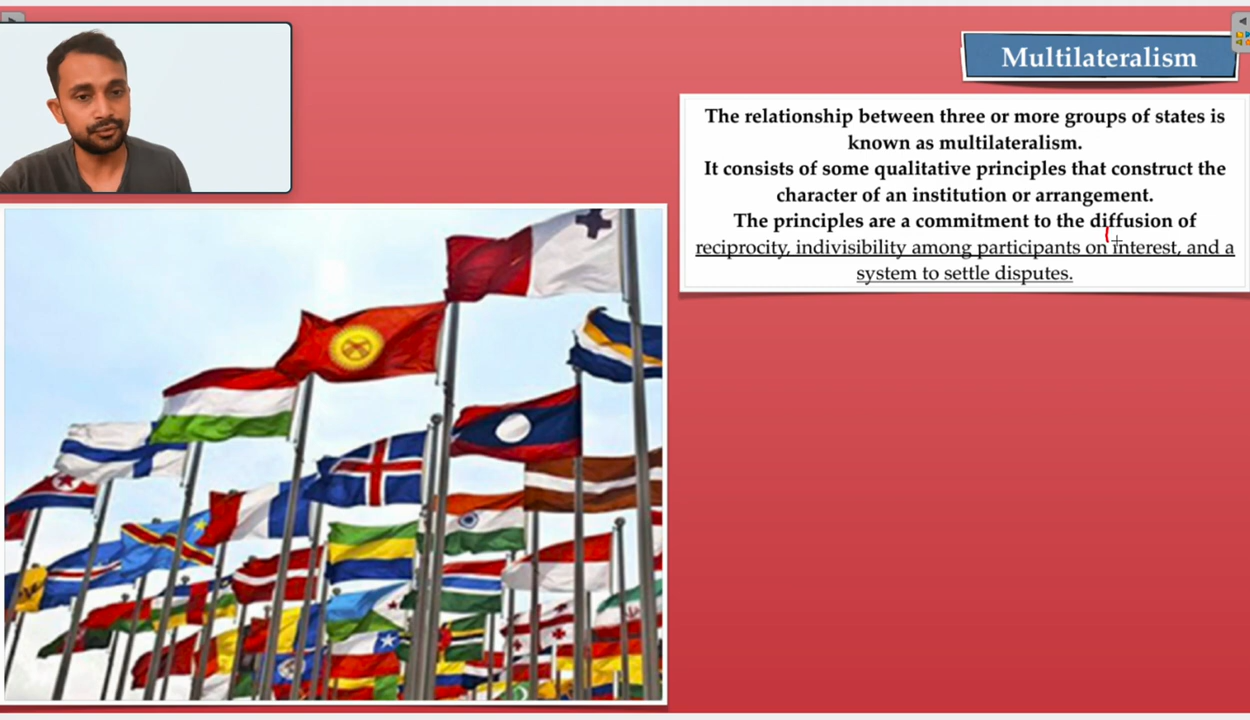 Multilateralism
The relationship between three or more groups of states is
known as multilateralism.
It consists of some qualitative principles that construct the
character of an institution or arrangement.
The principles are a commitment to the diffusion of
reciprocity, indivisibility among participants on interest, and a
system to settle disputes.